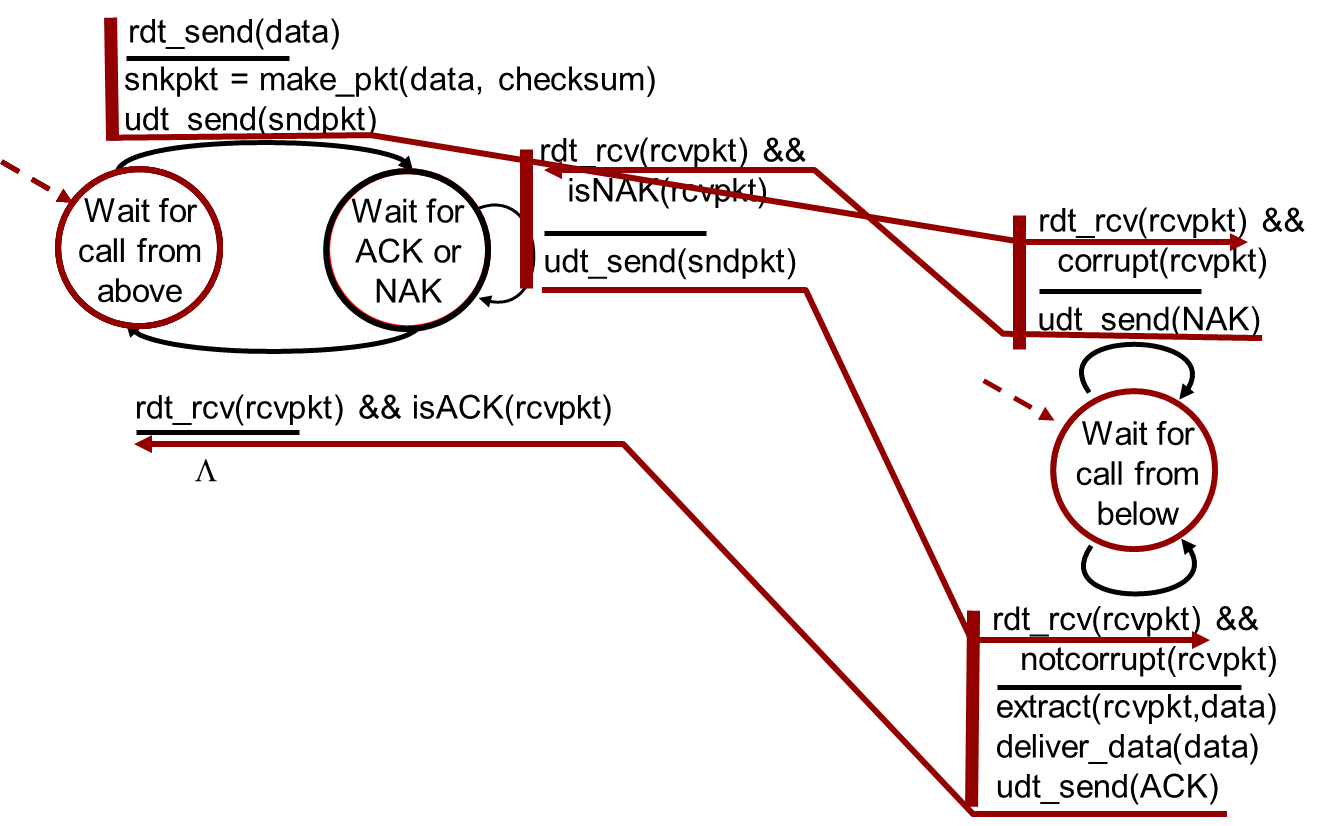 rdt_send(data)
snkpkt = make_pkt(data, checksum)
udt_send(sndpkt)
Wait for
call from
above
Wait for
ACK or
NAK
rdt_rcv(rcvpkt) &&
isNAK(rcvpkt)
udt_send(sndpkt)
rdt_rcv(rcvpkt) && isACK(rcvpkt)
Λ
rdt_rcv(rcvpkt) &&
corrupt(rcvpkt)
udt_send(NAK)
Wait for
call from
below
rdt_rcv(rcvpkt) &&
notcorrupt(rcvpkt)
extract(rcvpkt,data)
deliver_data(data)
udt_send(ACK)